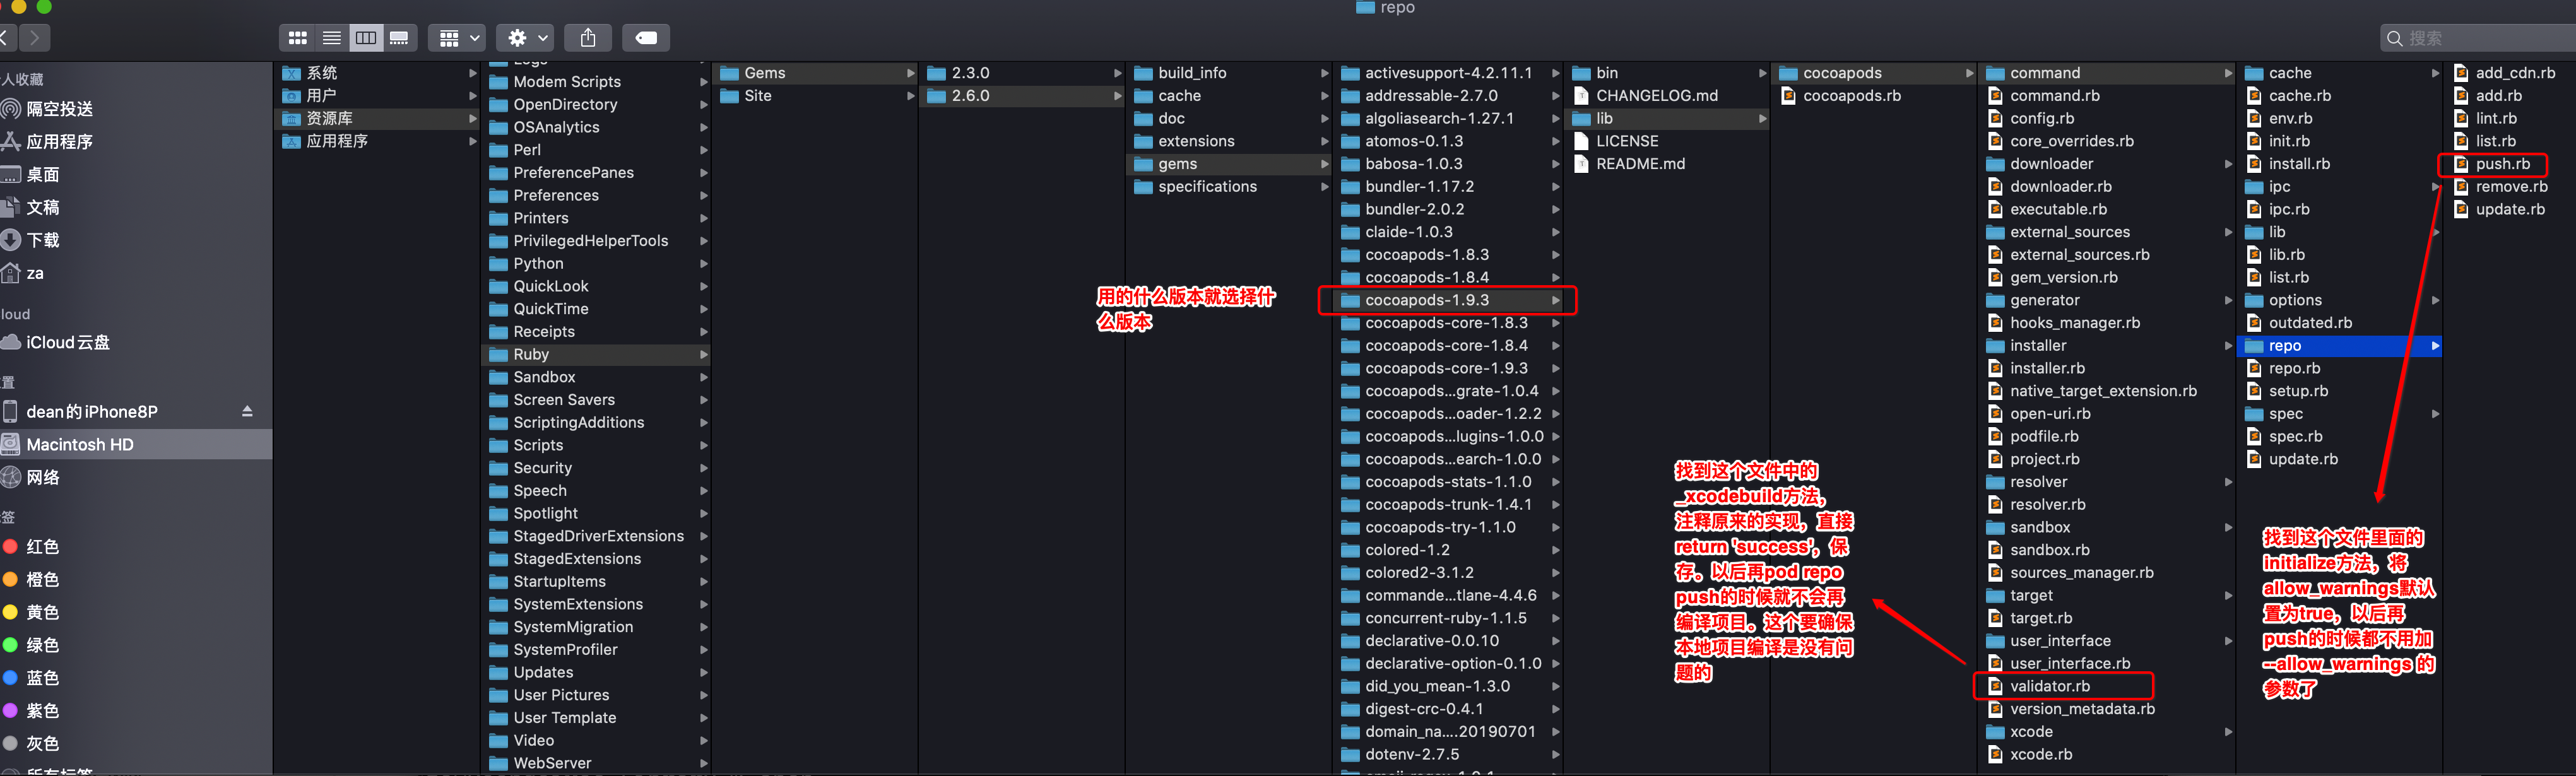 repo
搜索
人收藏
隔空投送
应用程序
桌面
文稿
下载
za
loud
iCloud云盘
置
dean的iPhone8P
Macintosh HD
网络
签
红色
橙色
黄色
绿色
蓝色
紫色
灰色
所有标签
系统
用户
资源库
应用程序
Logs
Modem Scripts
OpenDirectory
OSAnalytics
Perl
PreferencePanes
Preferences
Printers
PrivilegedHelperTools
Python
QuickLook
QuickTime
Receipts
Ruby
Sandbox
Screen Savers
ScriptingAdditions
Scripts
Security
Speech
Spotlight
StagedDriverExtensions
StagedExtensions
StartupItems
SystemExtensions
SystemMigration
SystemProfiler
Updates
User Pictures
User Template
Video
WebServer
Gems
Site
2.3.0
2.6.0
build_info
cache
doc
extensions
gems
specifications
用的什么版本就选择什
么版本
activesupport-4.2.11.1
addressable-2.7.0
algoliasearch-1.27.1
atomos-0.1.3
babosa-1.0.3
bundler-1.17.2
bundler-2.0.2
claide-1.0.3
cocoapods-1.8.3
cocoapods-1.8.4
cocoapods-1.9.3
cocoapods-core-1.8.3
cocoapods-core-1.8.4
cocoapods-core-1.9.3
cocoapods...grate-1.0.4
cocoapods...oader-1.2.2
cocoapods...lugins-1.0.0
cocoapods...earch-1.0.0
cocoapods-stats-1.1.0
cocoapods-trunk-1.4.1
cocoapods-try-1.1.0
colored-1.2
colored2-3.1.2
commande...tlane-4.4.6
concurrent-ruby-1.1.5
declarative-0.0.10
declarative-option-0.1.0
did_you_mean-1.3.0
digest-crc-0.4.1
domain_na....20190701
dotenv-2.7.5
bin
CHANGELOG.md
lib
LICENSE
README.md
找到这个文件中的
_xcodebuild方法，
注释原来的实现，直接
return 'success'，保
存。以后再pod repo
push的时候就不会再
编译项目。这个要确保
本地项目编译是没有问
题的
cocoapods
cocoapods.rb
command
command.rb
config.rb
core_overrides.rb
downloader
downloader.rb
executable.rb
external_sources
external_sources.rb
gem_version.rb
generator
hooks_manager.rb
installer
installer.rb
native_target_extension.rb
open-uri.rb
podfile.rb
project.rb
resolver
resolver.rb
sandbox
sandbox.rb
sources_manager.rb
target
target.rb
user_interface
user_interface.rb
validator.rb
version_metadata.rb
xcode
xcode.rb
cache
cache.rb
env.rb
init.rb
install.rb
ipc
ipc.rb
lib
lib.rb
list.rb
options
outdated.rb
repo
repo.rb
setup.rb
spec
spec.rb
update.rb
找到这个文件里面的
initialize方法，将
allow_warnings默认
置为true，以后再
push的时候都不用加
--allow_warnings 的
参数了
add_cdn.rb
add.rb
lint.rb
list.rb
push.rb
remove.rb
update.rb